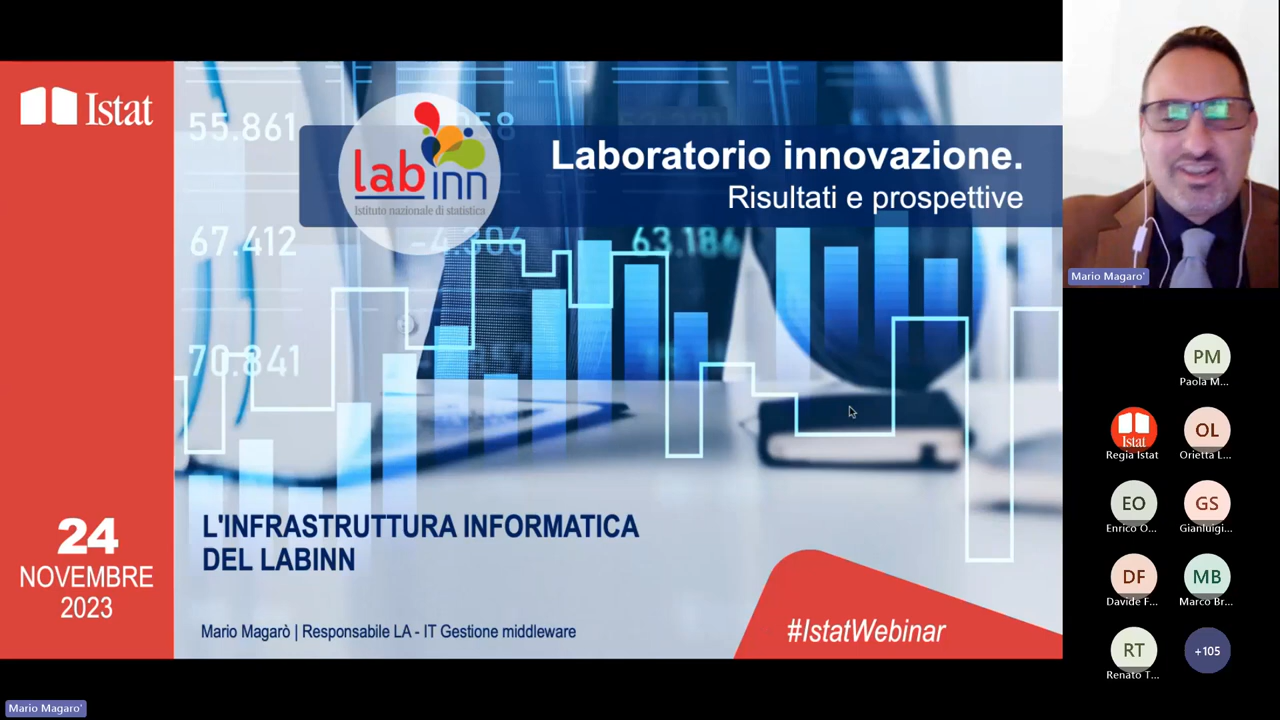 Istat
55.861
67.412
-4.306
63.186
70.841
lab inn
Istituto nazionale di statistica
Laboratorio innovazione.
Risultati e prospettive
L'INFRASTRUTTURA INFORMATICA
DEL LABINN
Mario Magarò | Responsabile LA - IT Gestione middleware
#IstatWebinar
24
NOVEMBRE
2023
Mario Magaro'
Mario Magaro'
PM
Paola M...
Istat
Regia Istat
OL
Orietta L...
EO
Enrico O...
GS
Gianluigi...
DF
Davide F...
MB
Marco Br...
RT
Renato T...
+105